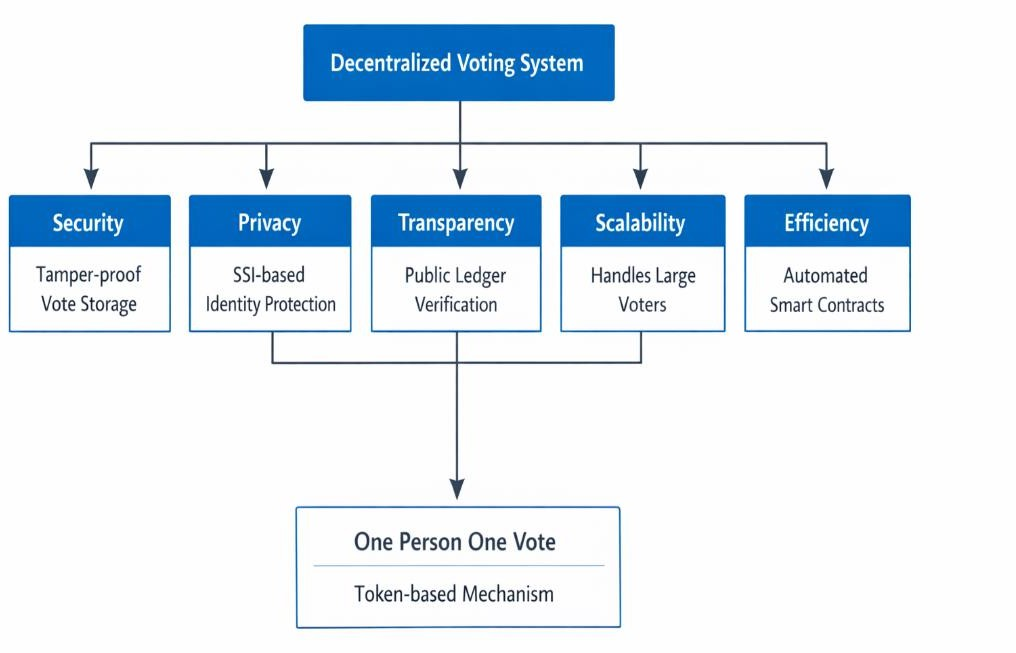 Decentralized Voting System
Security
Tamper-proof
Vote Storage
Privacy
SSI-based
Identity Protection
Transparency
Public Ledger
Verification
Scalability
Handles Large
Voters
Efficiency
Automated
Smart Contracts
One Person One Vote
Token-based Mechanism